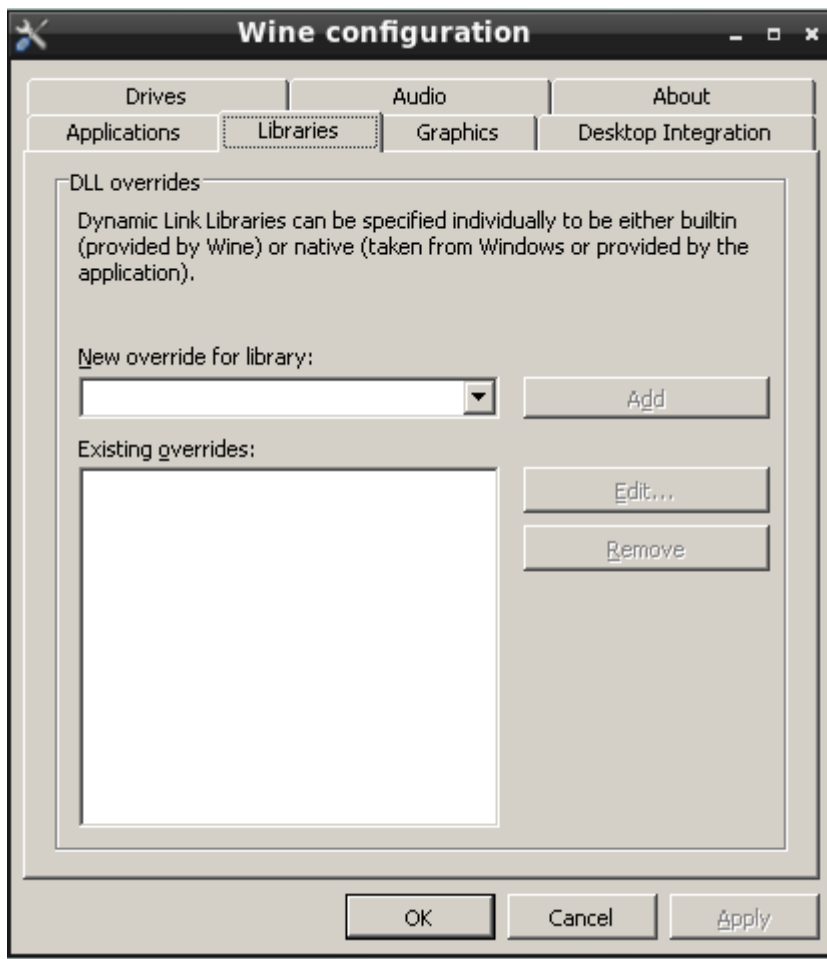 Wine configuration
Drives Audio About
Applications Libraries Graphics Desktop Integration
DLL overrides
Dynamic Link Libraries can be specified individually to be either builtin
(provided by Wine) or native (taken from Windows or provided by the
application).
New override for library:
Add
Existing overrides:
Edit...
Remove
OK Cancel Apply